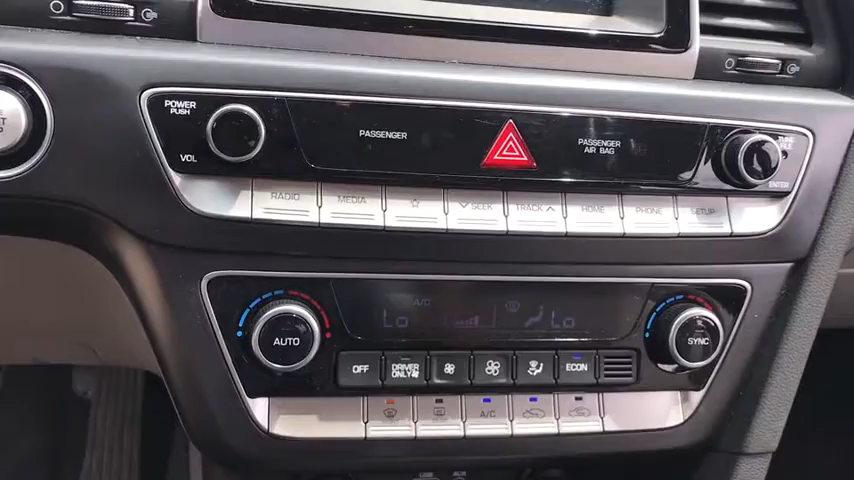 POWER
PUSH
VOL
PASSENGER
PASSENGER
AIR BAG
TUNE
FILE
ENTER
RADIO
MEDIA
SEEK
TRACK
HOME
PHONE
SETUP
A/C
Lo
Lo
AUTO
SYNC
OFF
DRIVER
ONLY
ECON
A/C